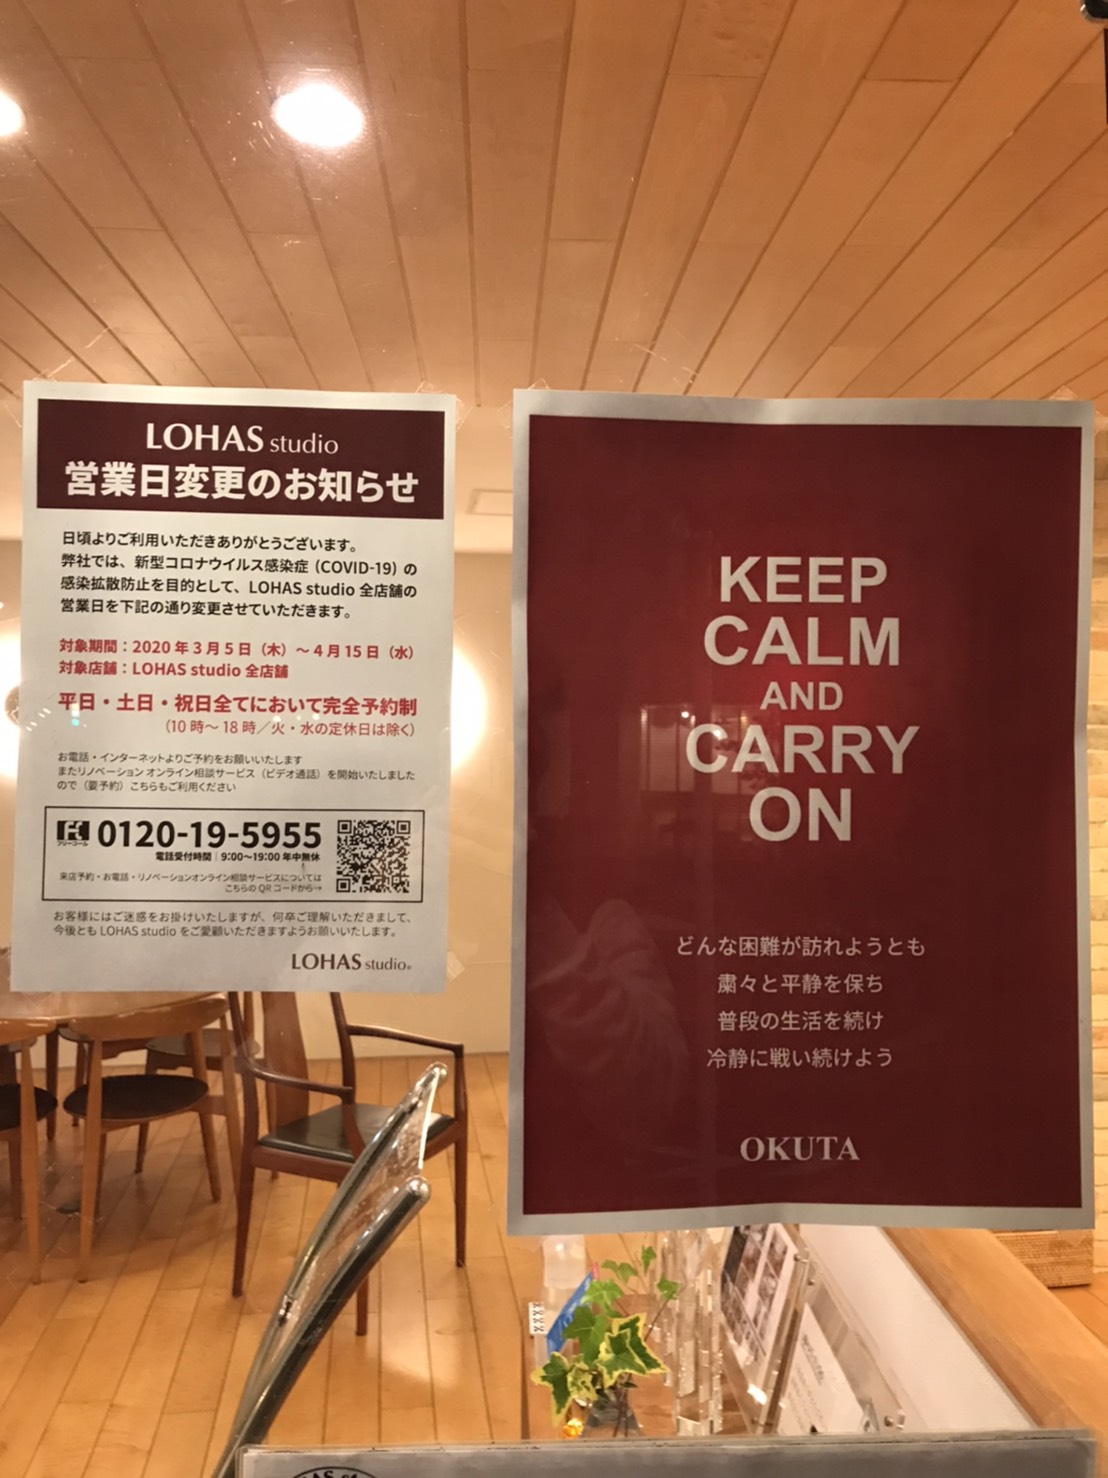 LOHAS studio
営業日変更のお知らせ
日頃よりご利用いただきありがとうございます。
弊社では、新型コロナウイルス感染症（COVID-19）の
感染拡散防止を目的として、LOHAS studio 全店舗の
営業日を下記の通り変更させていただきます。
対象期間：2020 年 3 月 5 日（木）～ 4 月 15 日（水）
対象店舗：LOHAS studio 全店舗
平日・土日・祝日全てにおいて完全予約制
（10 時～ 18 時／火・水の定休日は除く）
お電話・インターネットよりご予約をお願いいたします
またリノベーション オンライン相談サービス（ビデオ通話）を開始いたしました
ので（要予約）こちらもご利用ください
フリーコール 0120-19-5955
電話受付時間｜9:00～19:00 年中無休
来店予約・お電話・リノベーションオンライン相談サービスについては
こちらの QR コードから→
お客様にはご迷惑をお掛けいたしますが、何卒ご理解いただきまして、
今後とも LOHAS studio をご愛顧いただきますようお願いいたします。
LOHAS studio®
KEEP
CALM
AND
CARRY
ON
どんな困難が訪れようとも
粛々と平静を保ち
普段の生活を続け
冷静に戦い続けよう
OKUTA